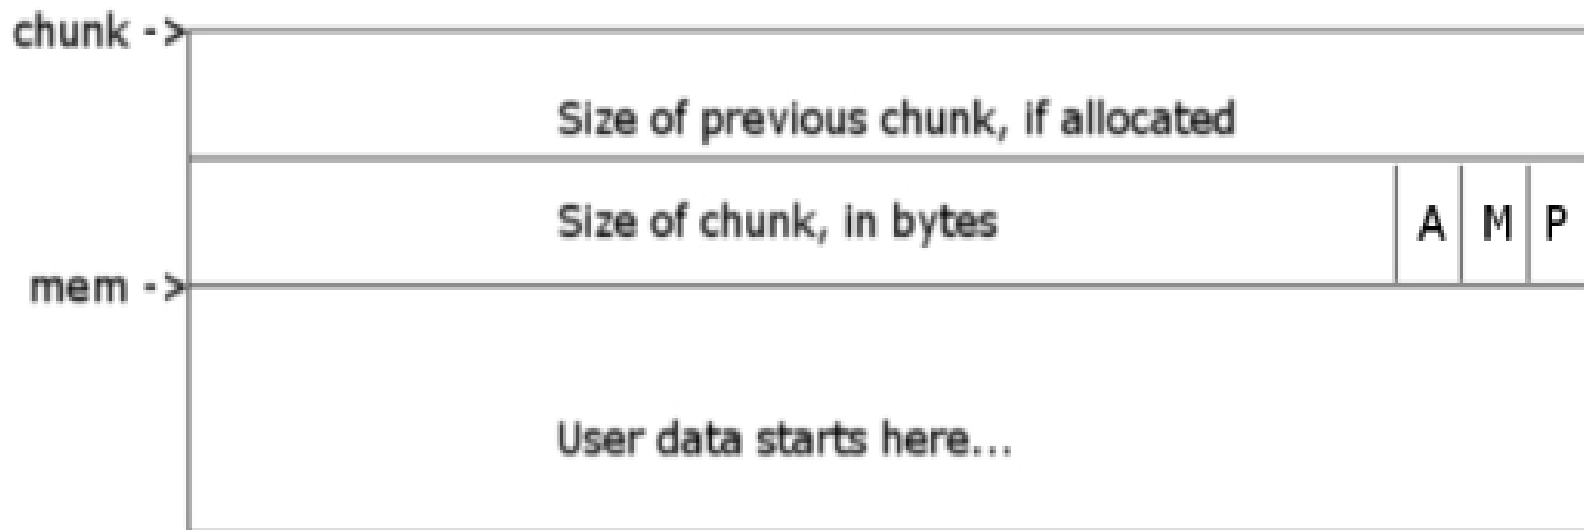 chunk ->
Size of previous chunk, if allocated
Size of chunk, in bytes A M P
mem ->
User data starts here...